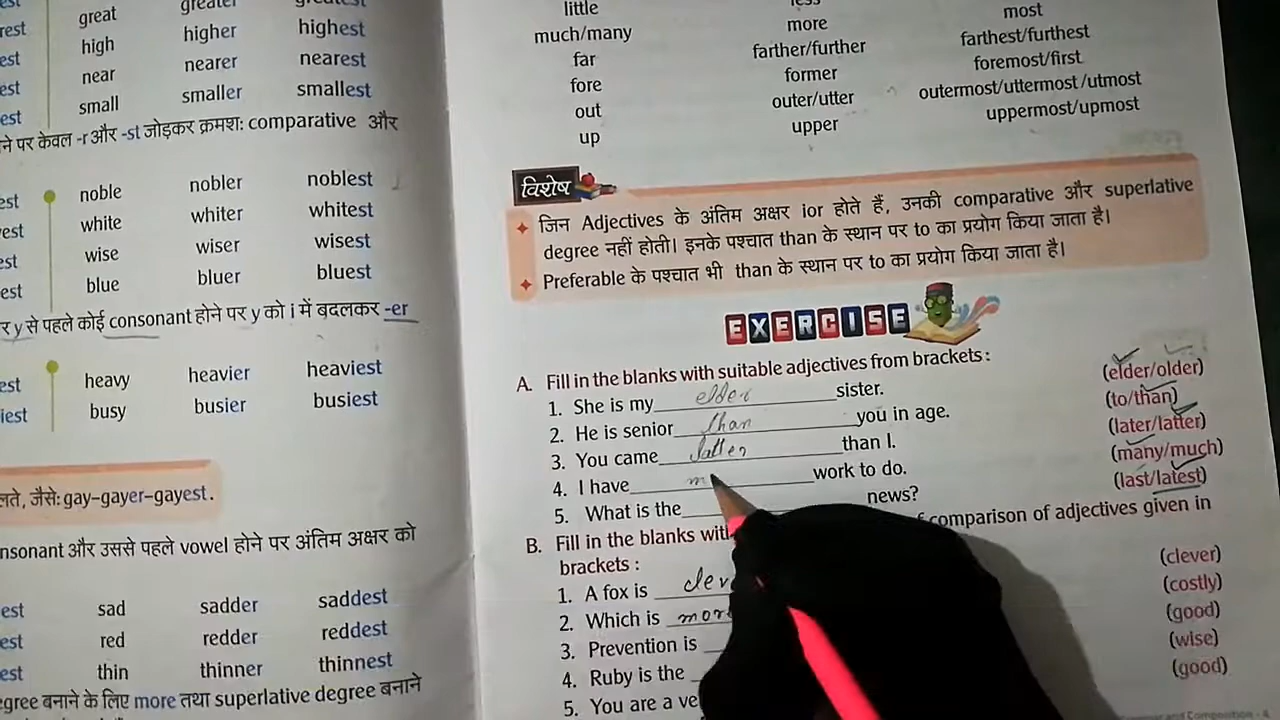 great greater
high higher highest
near nearer nearest
small smaller smallest
ने पर केवल -r और -st जोड़कर क्रमश: comparative और
noble nobler noblest
white whiter whitest
wise wiser wisest
blue bluer bluest
र y से पहले कोई consonant होने पर y को i में बदलकर -er
heavy heavier heaviest
busy busier busiest
लते, जैसे: gay–gayer–gayest.
nsonant और उससे पहले vowel होने पर अंतिम अक्षर को
sad sadder saddest
red redder reddest
thin thinner thinnest
egree बनाने के लिए more तथा superlative degree बनाने
little less
much/many more most
far farther/further farthest/furthest
fore former foremost/first
out outer/utter outermost/uttermost /utmost
up upper uppermost/upmost
विशेष
जिन Adjectives के अंतिम अक्षर ior होते हैं, उनकी comparative और superlative
degree नहीं होती। इनके पश्चात than के स्थान पर to का प्रयोग किया जाता है।
Preferable के पश्चात भी than के स्थान पर to का प्रयोग किया जाता है।
EXERCISE
A. Fill in the blanks with suitable adjectives from brackets :
1. She is my elder sister. (elder/older)
2. He is senior than you in age. (to/than)
3. You came latter than I. (later/latter)
4. I have m work to do. (many/much)
5. What is the news? (last/latest)
B. Fill in the blanks with of comparison of adjectives given in
brackets :
1. A fox is clev (clever)
2. Which is more (costly)
3. Prevention is (good)
4. Ruby is the (wise)
5. You are a ve (good)